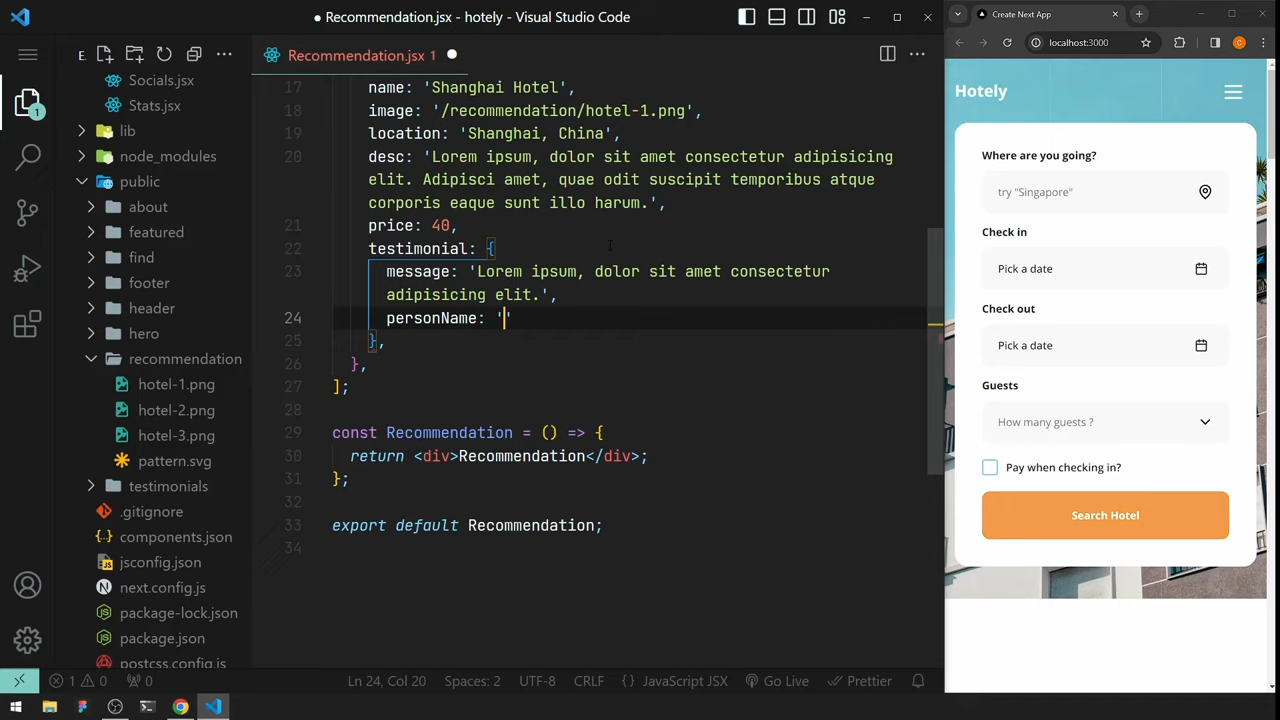 Recommendation.jsx - hotely - Visual Studio Code
E
Recommendation.jsx 1
Socials.jsx
Stats.jsx
lib
node_modules
public
about
featured
find
footer
header
hero
recommendation
hotel-1.png
hotel-2.png
hotel-3.png
pattern.svg
testimonials
.gitignore
components.json
jsconfig.json
next.config.js
package-lock.json
package.json
postcss.config.js
1
17 name: 'Shanghai Hotel',
18 image: '/recommendation/hotel-1.png',
19 location: 'Shanghai, China',
20 desc: 'Lorem ipsum, dolor sit amet consectetur adipisicing
elit. Adipisci amet, quae odit suscipit temporibus atque
corporis eaque sunt illo harum.',
21 price: 40,
22 testimonial: {
23 message: 'Lorem ipsum, dolor sit amet consectetur
adipisicing elit.',
24 personName: ''
25 },
26 },
27 ];
28
29 const Recommendation = () => {
30 return <div>Recommendation</div>;
31 };
32
33 export default Recommendation;
34
1 0 0 Ln 24, Col 20 Spaces: 2 UTF-8 CRLF {} JavaScript JSX Go Live Prettier
Create Next App
localhost:3000
C
Hotely
Where are you going?
try "Singapore"
Check in
Pick a date
Check out
Pick a date
Guests
How many guests ?
Pay when checking in?
Search Hotel